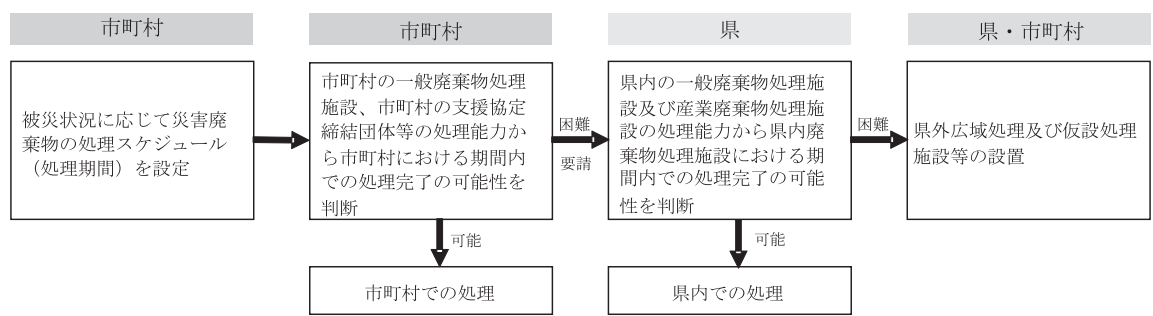 市町村
被災状況に応じて災害廃
棄物の処理スケジュール
（処理期間）を設定
市町村
市町村の一般廃棄物処理
施設、市町村の支援協定
締結団体等の処理能力か
ら市町村における期間内
での処理完了の可能性を
判断
可能
市町村での処理
困難
要請
県
県内の一般廃棄物処理施
設及び産業廃棄物処理施
設の処理能力から県内廃
棄物処理施設における期
間内での処理完了の可能
性を判断
可能
県内での処理
困難
県・市町村
県外広域処理及び仮設処理
施設等の設置